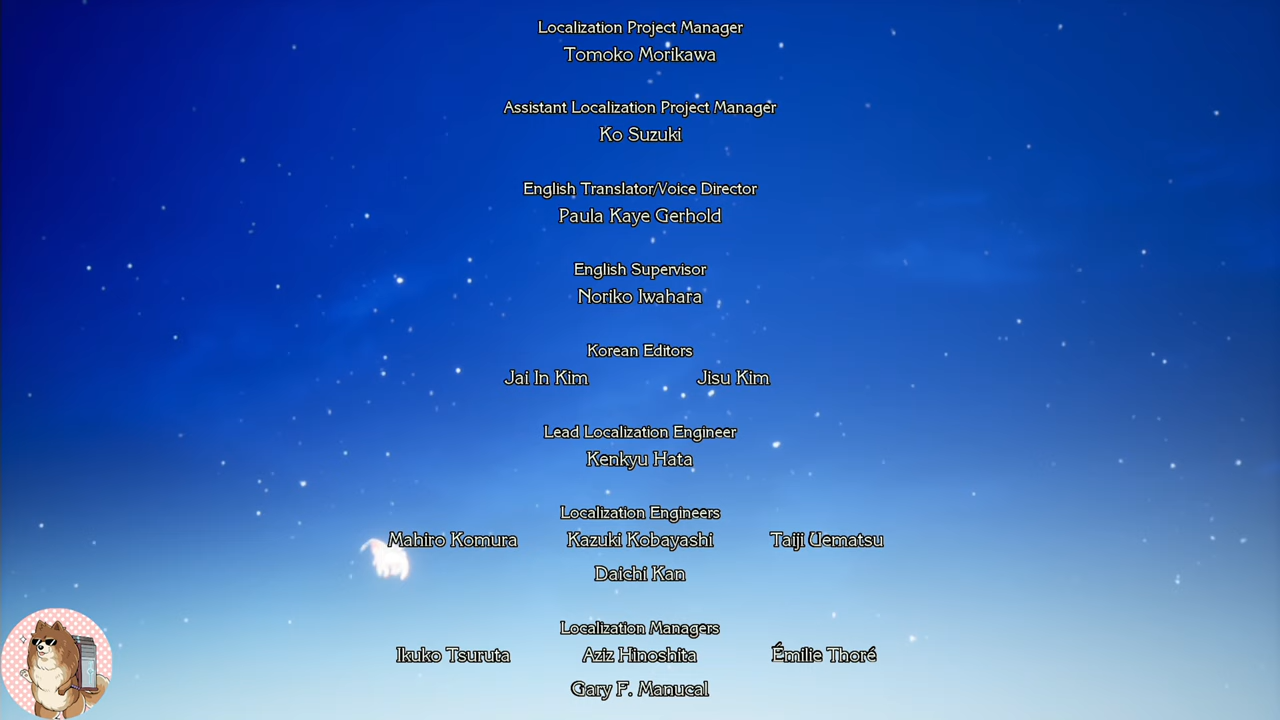 Localization Project Manager
Tomoko Morikawa
Assistant Localization Project Manager
Ko Suzuki
English Translator/Voice Director
Paula Kaye Gerhold
English Supervisor
Noriko Iwahara
Korean Editors
Jai In Kim Jisu Kim
Lead Localization Engineer
Kenkyu Hata
Localization Engineers
Mahiro Komura Kazuki Kobayashi Taiji Uematsu
Daichi Kan
Localization Managers
Ikuko Tsuruta Aziz Hinoshita Émilie Thoré
Gary F. Manucal